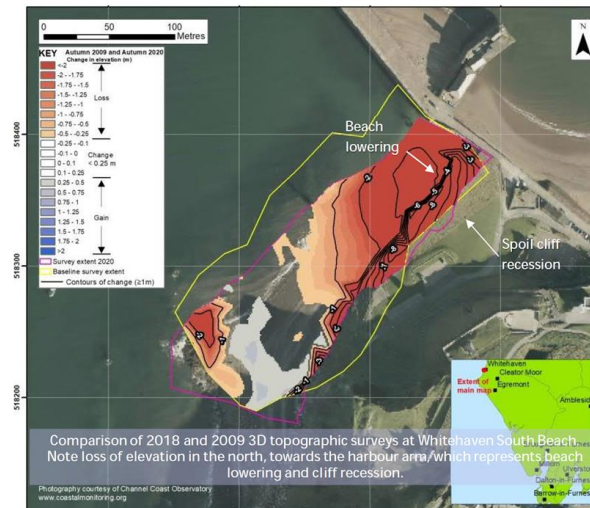 0 50 100
Metres
N
KEY Autumn 2009 and Autumn 2020
Change in elevation (m)
<-2
-2 - -1.75
-1.75 - -1.5
-1.5 - -1.25
-1.25 - -1
-1 - -0.75
-0.75 - -0.5
-0.5 - -0.25
-0.25 - -0.1
-0.1 - 0
0 - 0.1
0.1 - 0.25
0.25 - 0.5
0.5 - 0.75
0.75 - 1
1 - 1.25
1.25 - 1.5
1.5 - 1.75
1.75 - 2
>2
Loss
Change
< 0.25 m
Gain
Survey extent 2020
Baseline survey extent
Contours of change (≥1m)
518400
518300
518200
Beach
lowering
Spoil cliff
recession
Whitehaven
Cleator Moor
Extent of
main map
Egremont
Ambleside
Millom
Dalton-in-Furness
Barrow-in-Furness
Comparison of 2018 and 2009 3D topographic surveys at Whitehaven South Beach
Note loss of elevation in the north, towards the harbour arm, which represents beach
lowering and cliff recession.
Photography courtesy of Channel Coast Observatory
www.coastalmonitoring.org